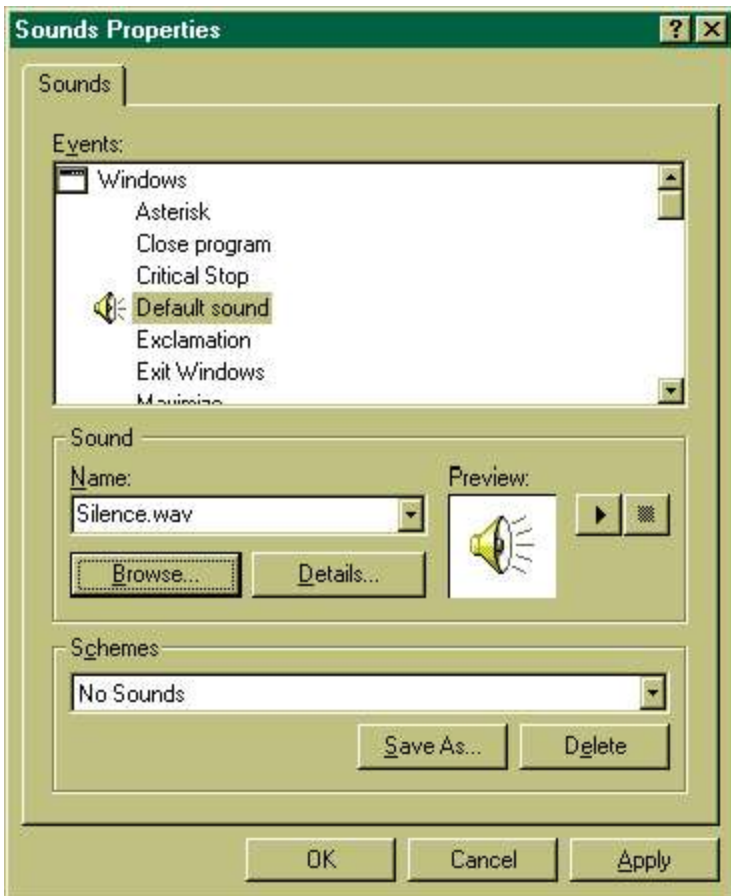 Sounds Properties
Sounds
Events:
Windows
Asterisk
Close program
Critical Stop
Default sound
Exclamation
Exit Windows
Maximize
Sound
Name:
Preview:
Silence.wav
Browse...
Details...
Schemes
No Sounds
Save As...
Delete
OK
Cancel
Apply